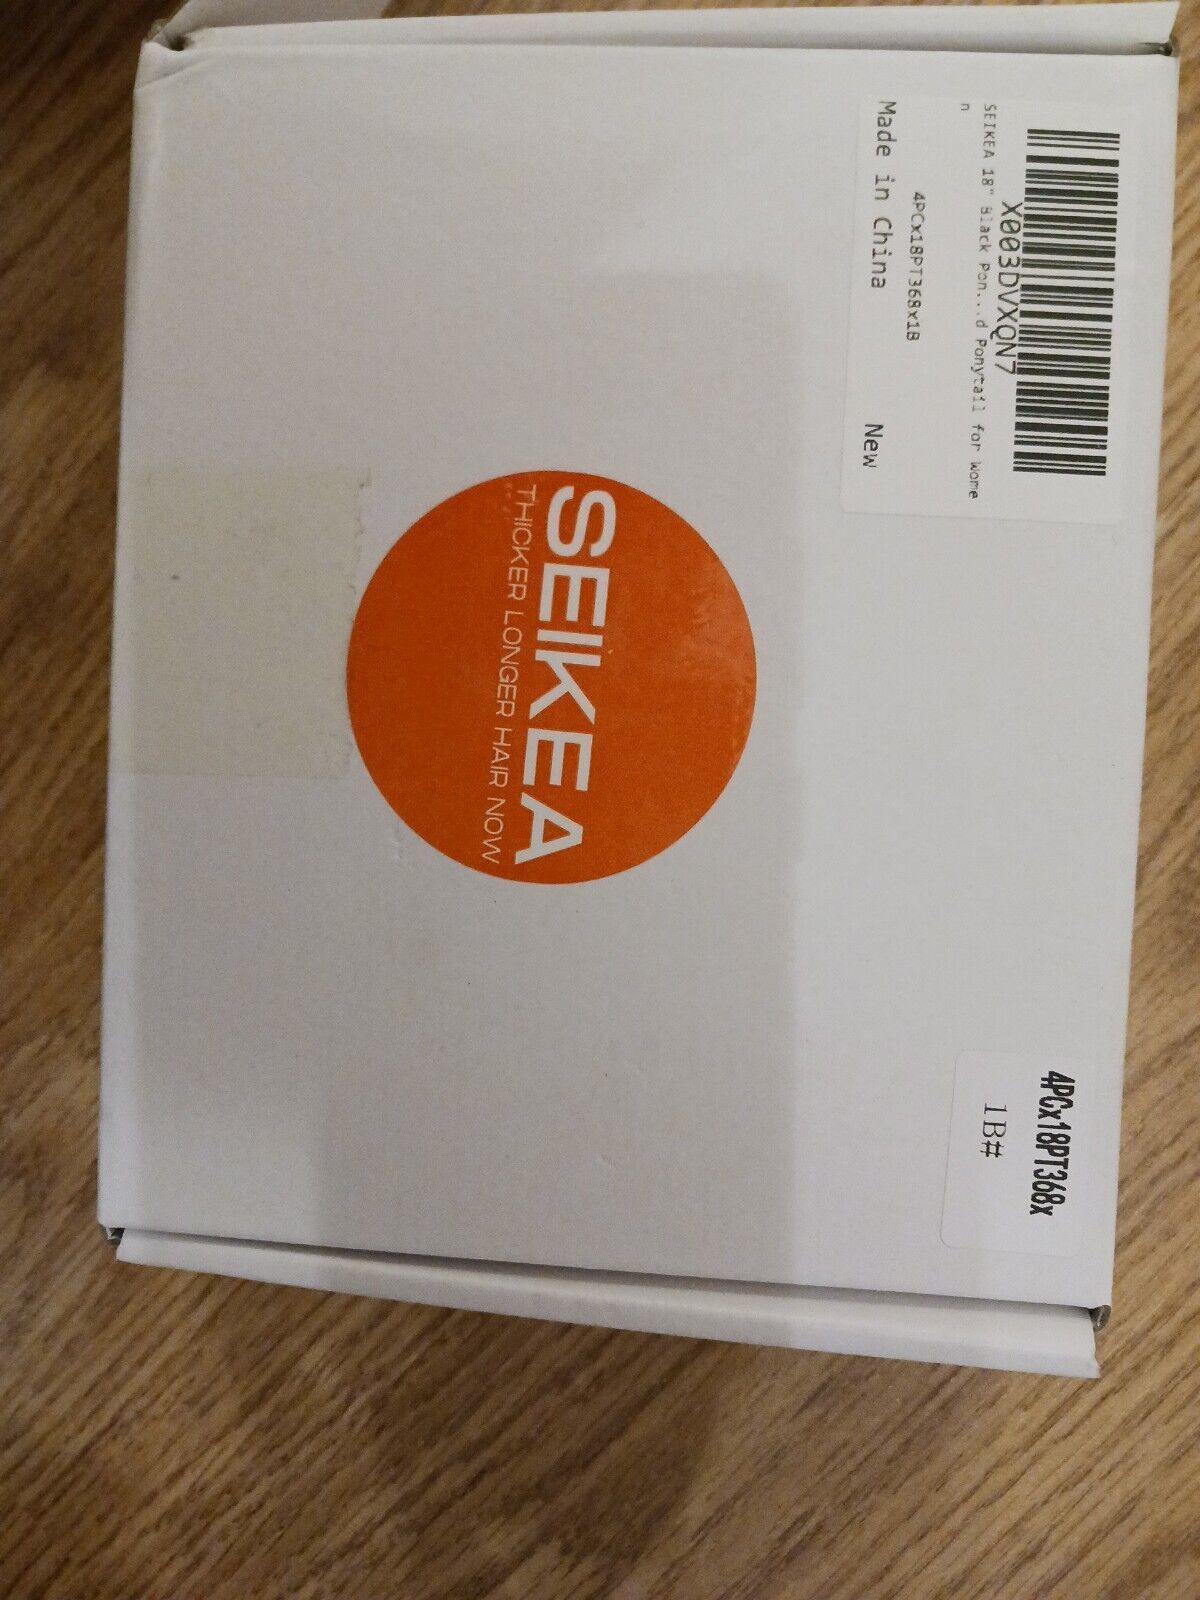 X003DVXQN7
SEIKEA 18" Black Pon...d Ponytail for Wome
n
4PCx18PT368x1B
Made in China New
4PCx18PT368x
1B#
SEIKEA
THICKER LONGER HAIR NOW